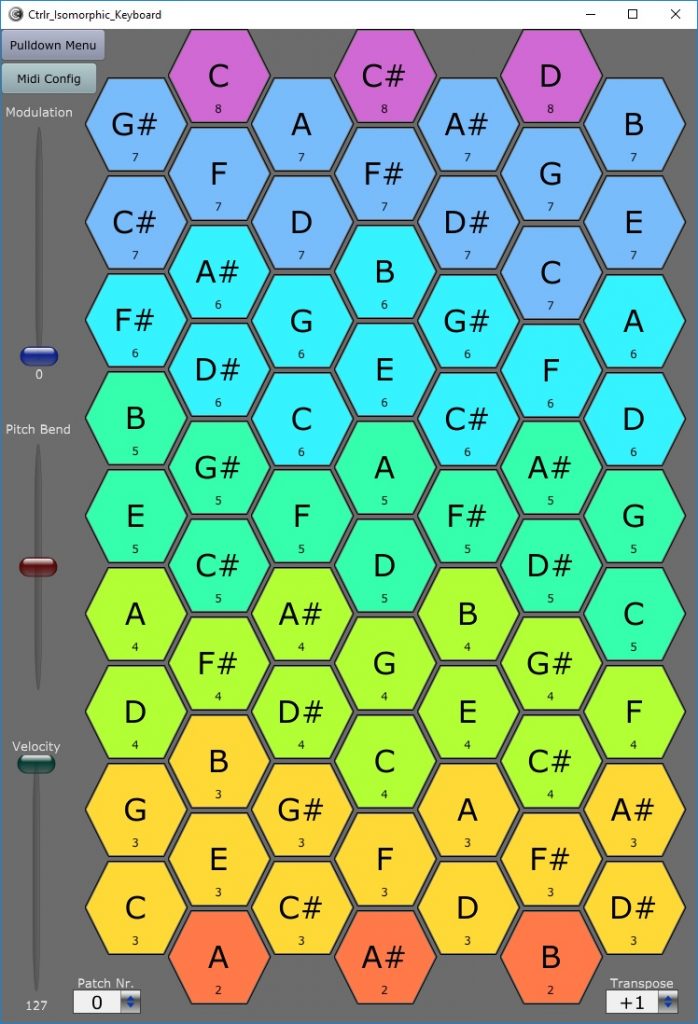 Ctrlr_Isomorphic_Keyboard
Pulldown Menu
Midi Config
Modulation
0
Pitch Bend
Velocity
127
Patch Nr.
0
Transpose
+1
C C# D
8 8 8
G# A A# B
7 7 7 7
F F# G
7 7 7
C# D D# E
7 7 7 7
A# B C
6 6 7
F# G G# A
6 6 6 6
D# E F
6 6 6
B C C# D
5 6 6 6
G# A A#
5 5 5
E F F# G
5 5 5 5
C# D D#
5 5 5
A A# B C
4 4 4 5
F# G G#
4 4 4
D D# E F
4 4 4 4
B C C#
3 4 4
G G# A A#
3 3 3 3
E F F#
3 3 3
C C# D D#
3 3 3 3
A A# B
2 2 2